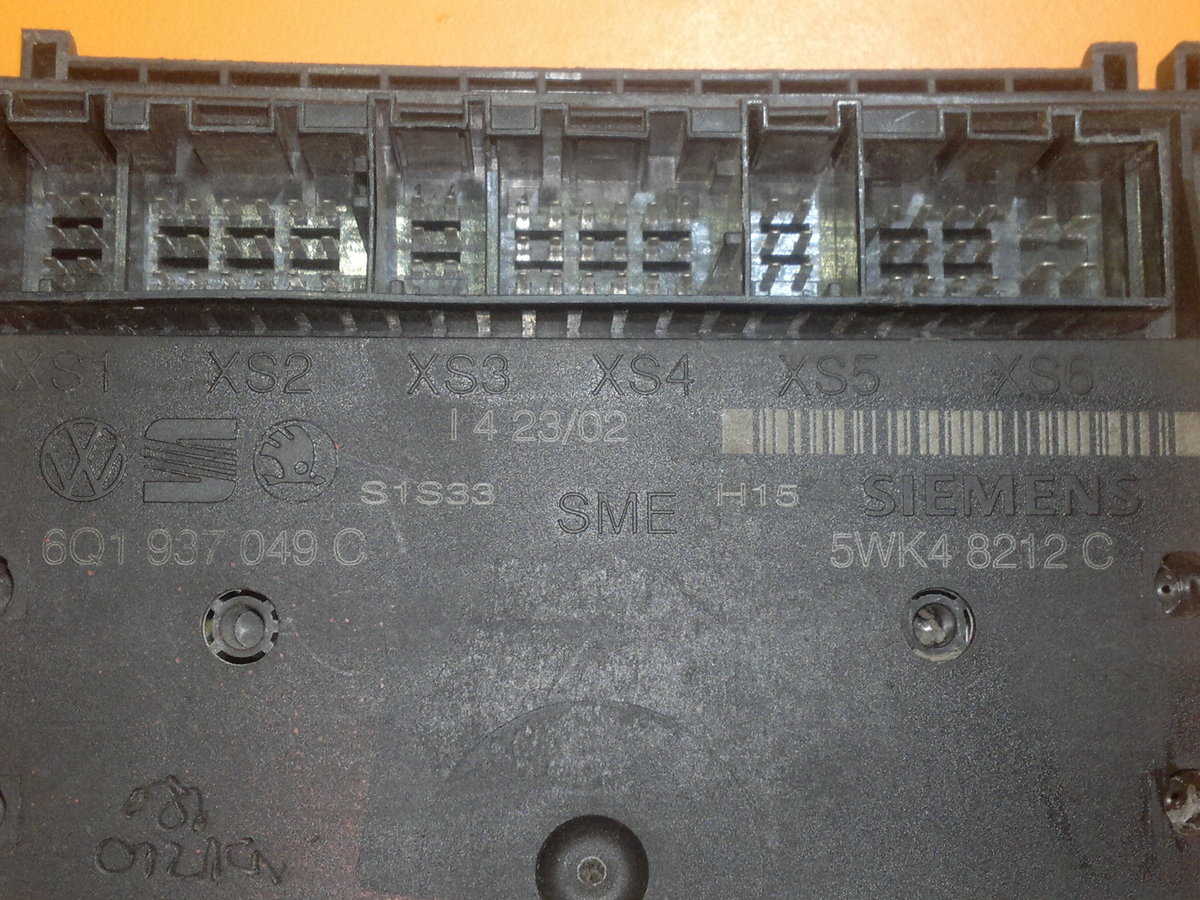 XS1 XS2 XS3 XS4 XS5 XS6
I 4 23/02
S1S33 SME H15 SIEMENS
6Q1 937 049 C 5WK4 8212 C